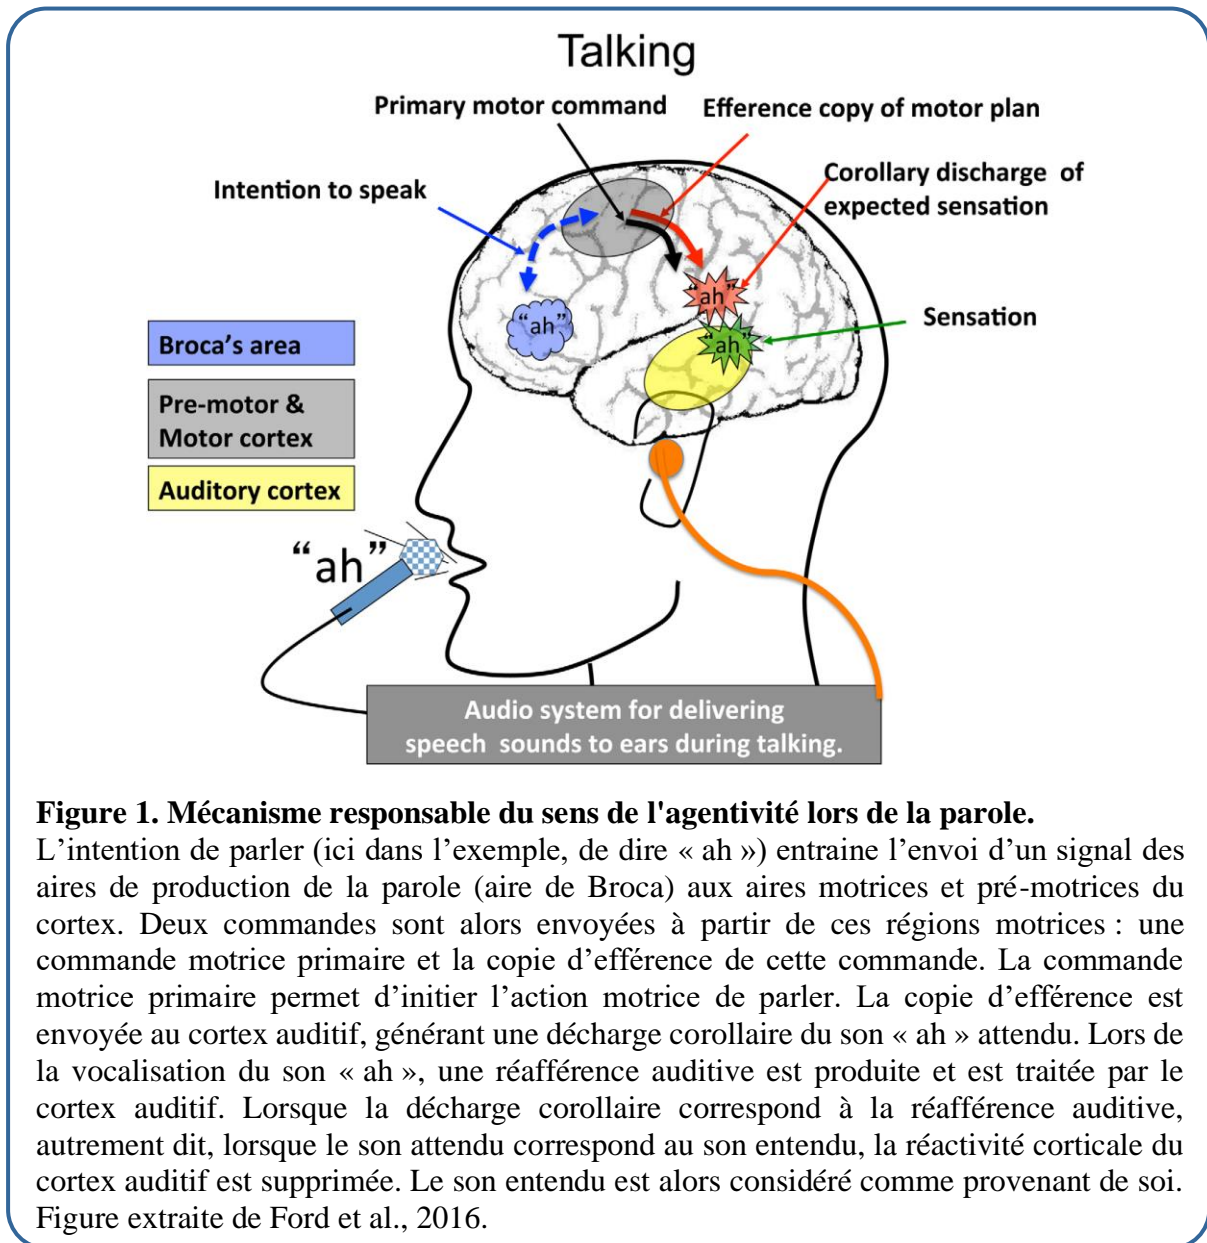 Talking
Primary motor command
Efference copy of motor plan
Intention to speak
Corollary discharge of
expected sensation
“ah”
“ah”
“ah”
Sensation
Broca’s area
Pre-motor &
Motor cortex
Auditory cortex
“ah”
Audio system for delivering
speech sounds to ears during talking.
Figure 1. Mécanisme responsable du sens de l'agentivité lors de la parole.
L’intention de parler (ici dans l’exemple, de dire « ah ») entraine l’envoi d’un signal des
aires de production de la parole (aire de Broca) aux aires motrices et pré-motrices du
cortex. Deux commandes sont alors envoyées à partir de ces régions motrices : une
commande motrice primaire et la copie d’efférence de cette commande. La commande
motrice primaire permet d’initier l’action motrice de parler. La copie d’efférence est
envoyée au cortex auditif, générant une décharge corollaire du son « ah » attendu. Lors de
la vocalisation du son « ah », une réafférence auditive est produite et est traitée par le
cortex auditif. Lorsque la décharge corollaire correspond à la réafférence auditive,
autrement dit, lorsque le son attendu correspond au son entendu, la réactivité corticale du
cortex auditif est supprimée. Le son entendu est alors considéré comme provenant de soi.
Figure extraite de Ford et al., 2016.